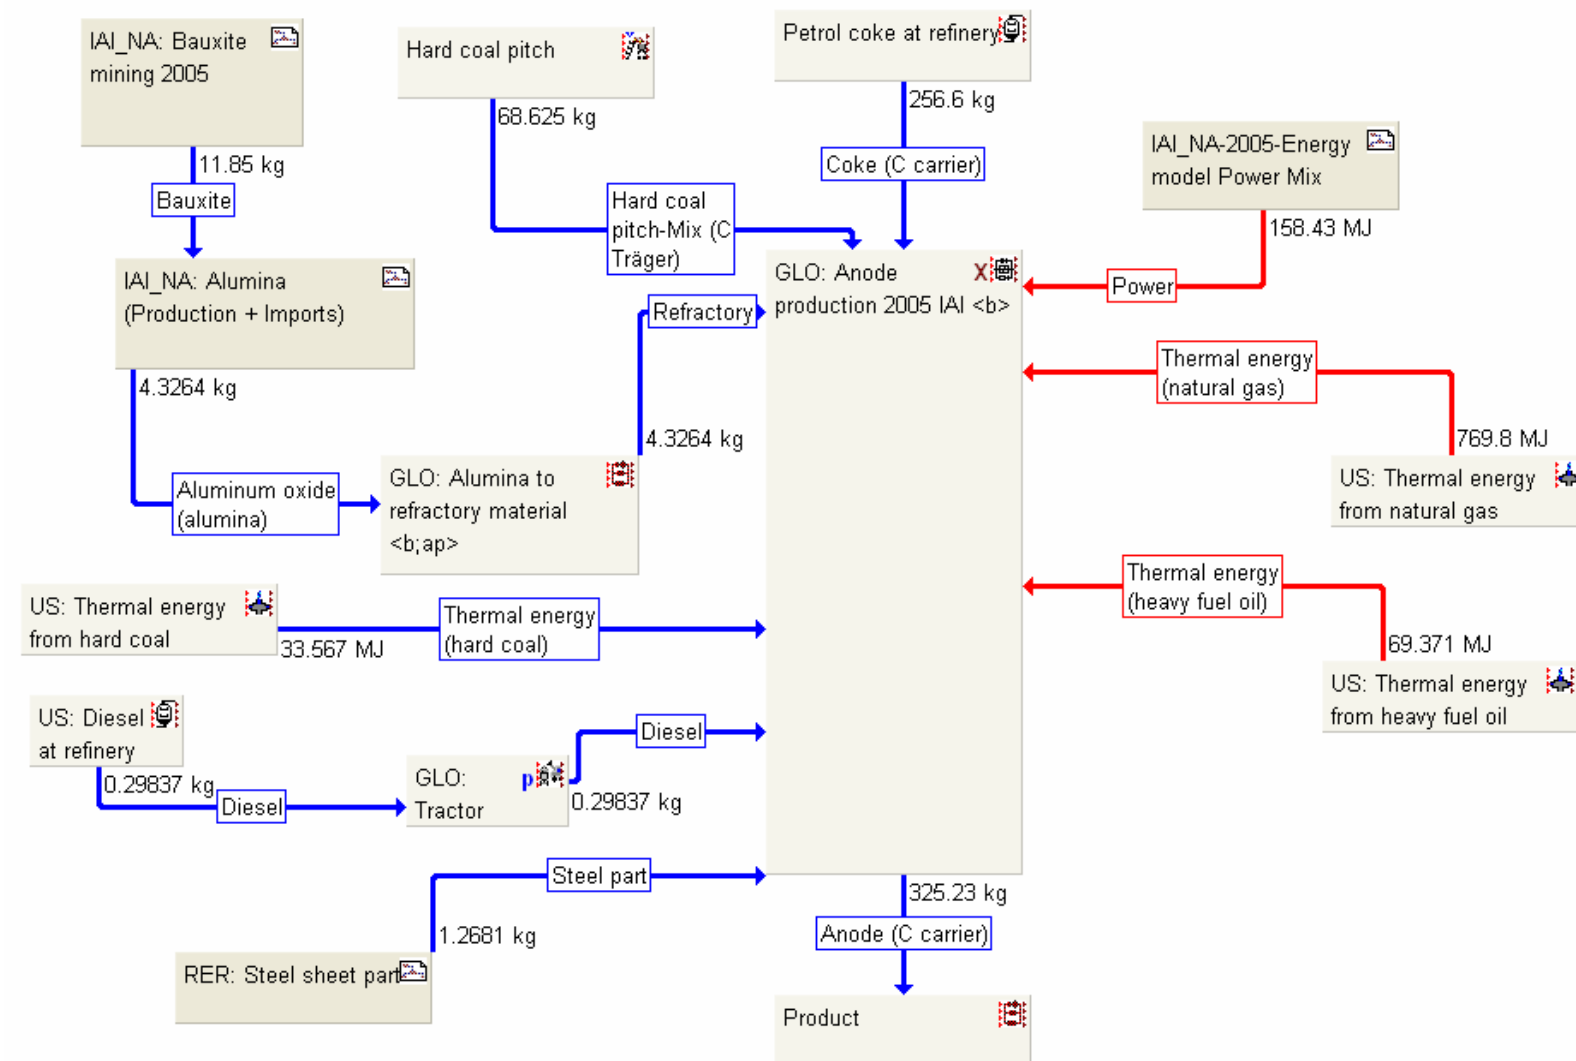 IAI_NA: Bauxite
mining 2005
Hard coal pitch
Petrol coke at refinery
11.85 kg
68.625 kg
256.6 kg
IAI_NA-2005-Energy
model Power Mix
Bauxite
Hard coal
pitch-Mix (C
Träger)
Coke (C carrier)
158.43 MJ
IAI_NA: Alumina
(Production + Imports)
GLO: Anode
production 2005 IAI <b>
X
Power
Refractory
4.3264 kg
4.3264 kg
Thermal energy
(natural gas)
769.8 MJ
Aluminum oxide
(alumina)
GLO: Alumina to
refractory material
<b;ap>
US: Thermal energy
from natural gas
US: Thermal energy
from hard coal
33.567 MJ
Thermal energy
(hard coal)
Thermal energy
(heavy fuel oil)
69.371 MJ
US: Thermal energy
from heavy fuel oil
US: Diesel
at refinery
0.29837 kg
Diesel
GLO:
Tractor
p
0.29837 kg
Diesel
Steel part
1.2681 kg
RER: Steel sheet part
325.23 kg
Anode (C carrier)
Product